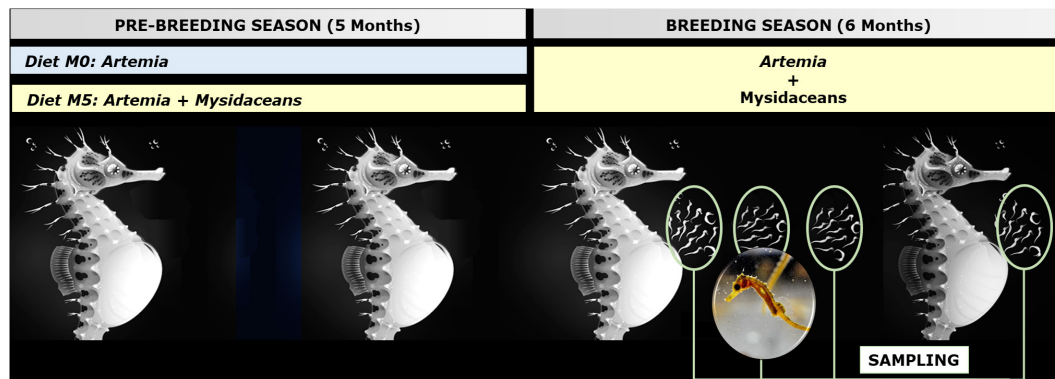 PRE-BREEDING SEASON (5 Months)
BREEDING SEASON (6 Months)
Diet M0: Artemia
Diet M5: Artemia + Mysidaceans
Artemia
+
Mysidaceans
SAMPLING